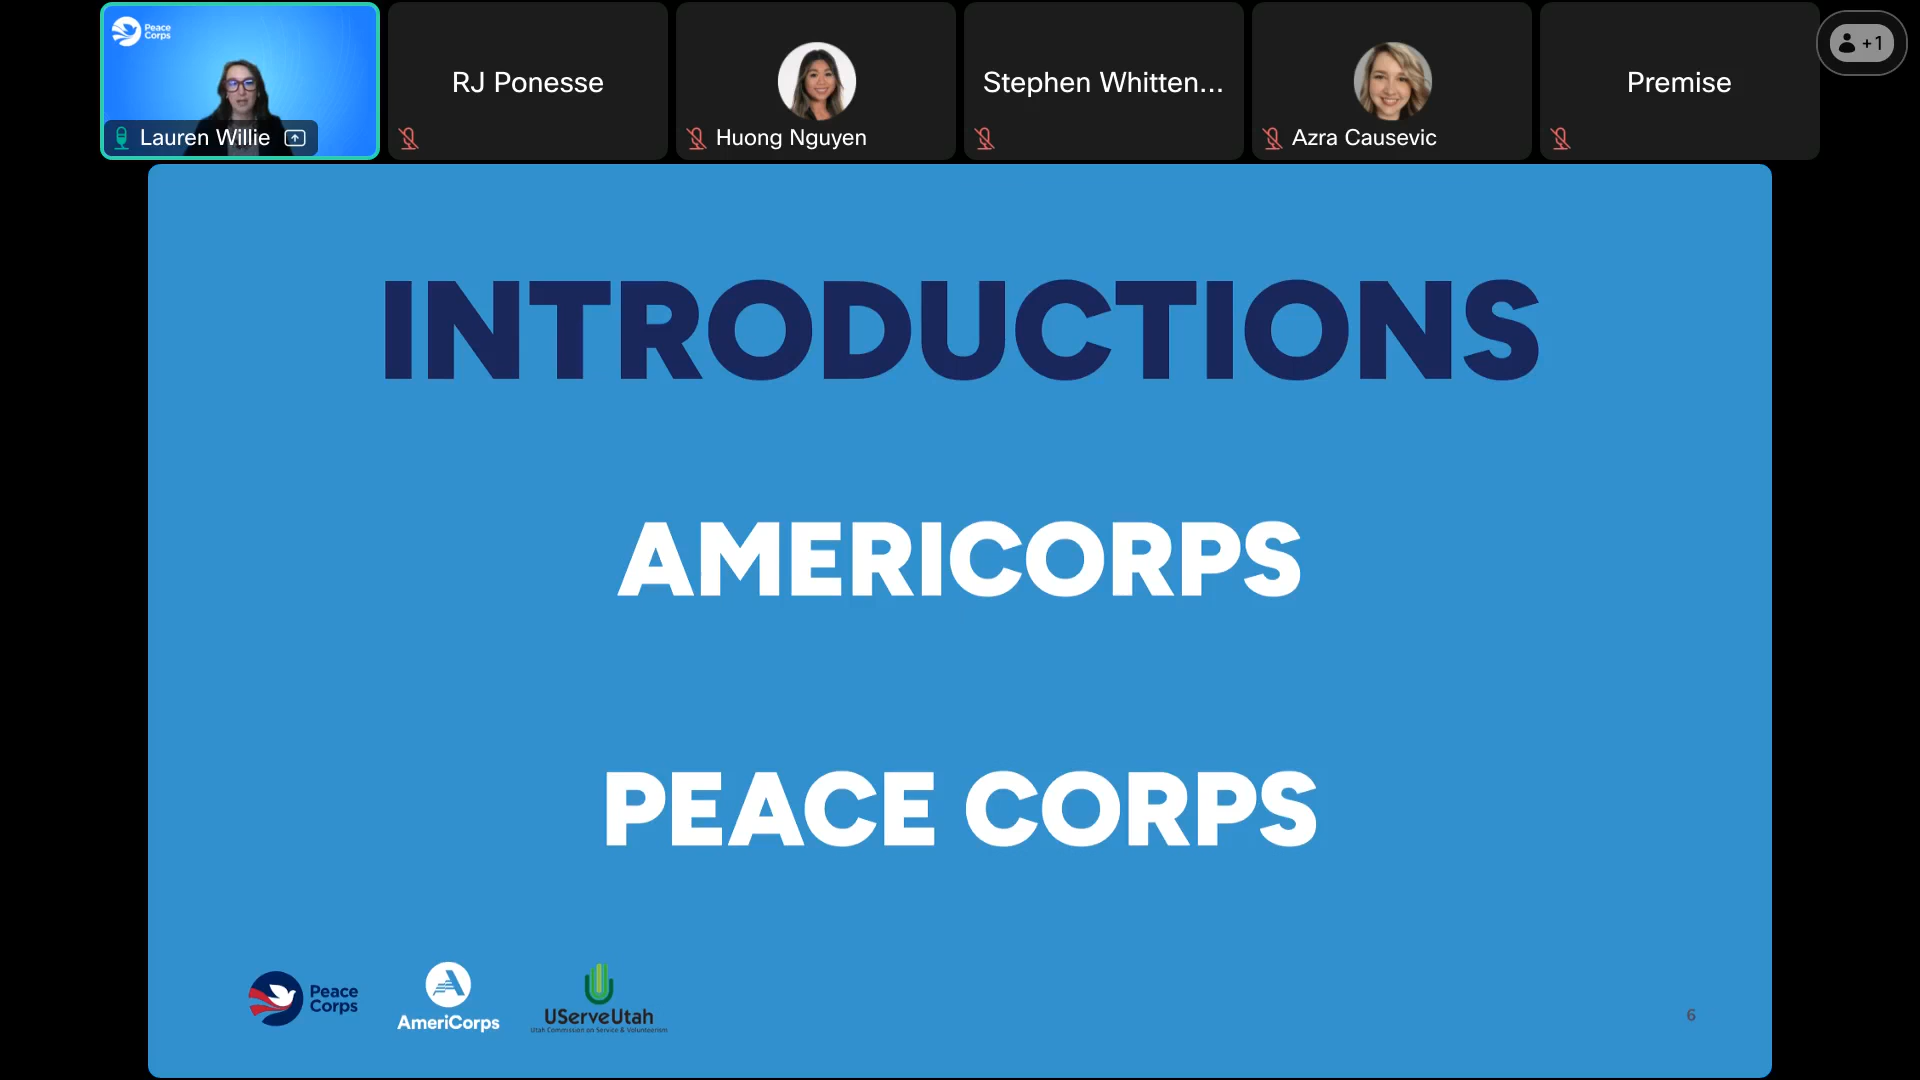 Peace
Corps
Lauren Willie
RJ Ponesse
Huong Nguyen
Stephen Whitten...
Azra Causevic
Premise
+1
INTRODUCTIONS
AMERICORPS
PEACE CORPS
Peace
Corps
AmeriCorps
UServeUtah
Utah Commission on Service & Volunteerism
6